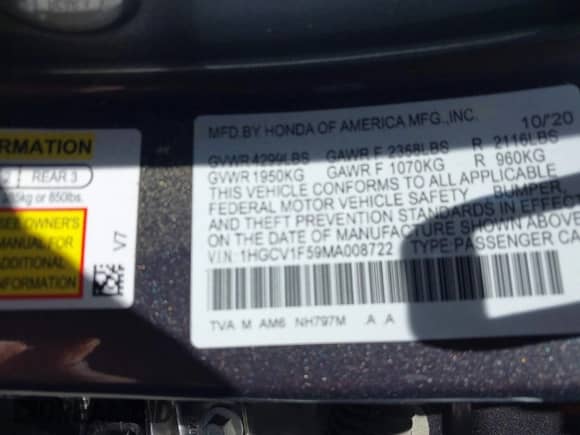 RMATION
REAR 3
or 850lbs.
OWNER'S
MANUAL FOR
ADDITIONAL
INFORMATION
V7
MFD.BY HONDA OF AMERICA MFG.,INC. 10/'20
GVWR 4299LBS GAWR F 2368LBS R 2116LBS
GVWR 1950KG GAWR F 1070KG R 960KG
THIS VEHICLE CONFORMS TO ALL APPLICABLE
FEDERAL MOTOR VEHICLE SAFETY, BUMPER,
AND THEFT PREVENTION STANDARDS IN EFFECT
ON THE DATE OF MANUFACTURE SHOWN ABOVE
V.I.N: 1HGCV1F59MA008722 TYPE PASSENGER CA
TVA M AM6 NH797M A A